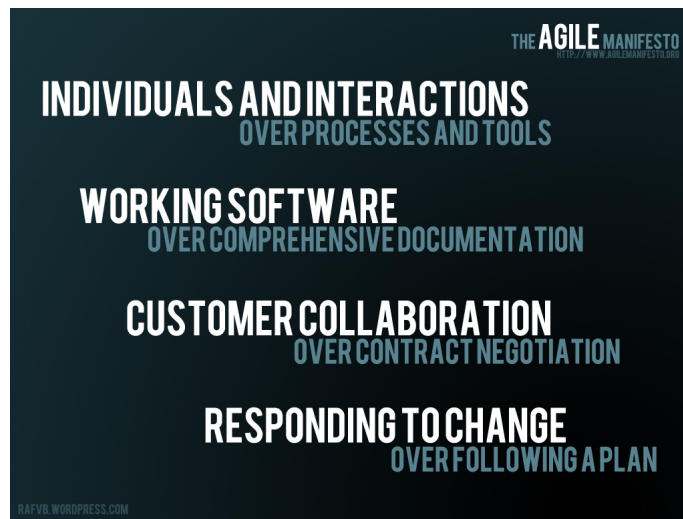 THE AGILE MANIFESTO
HTTP://WWW.AGILEMANIFESTO.ORG
INDIVIDUALS AND INTERACTIONS
OVER PROCESSES AND TOOLS
WORKING SOFTWARE
OVER COMPREHENSIVE DOCUMENTATION
CUSTOMER COLLABORATION
OVER CONTRACT NEGOTIATION
RESPONDING TO CHANGE
OVER FOLLOWING A PLAN
RAFVB.WORDPRESS.COM